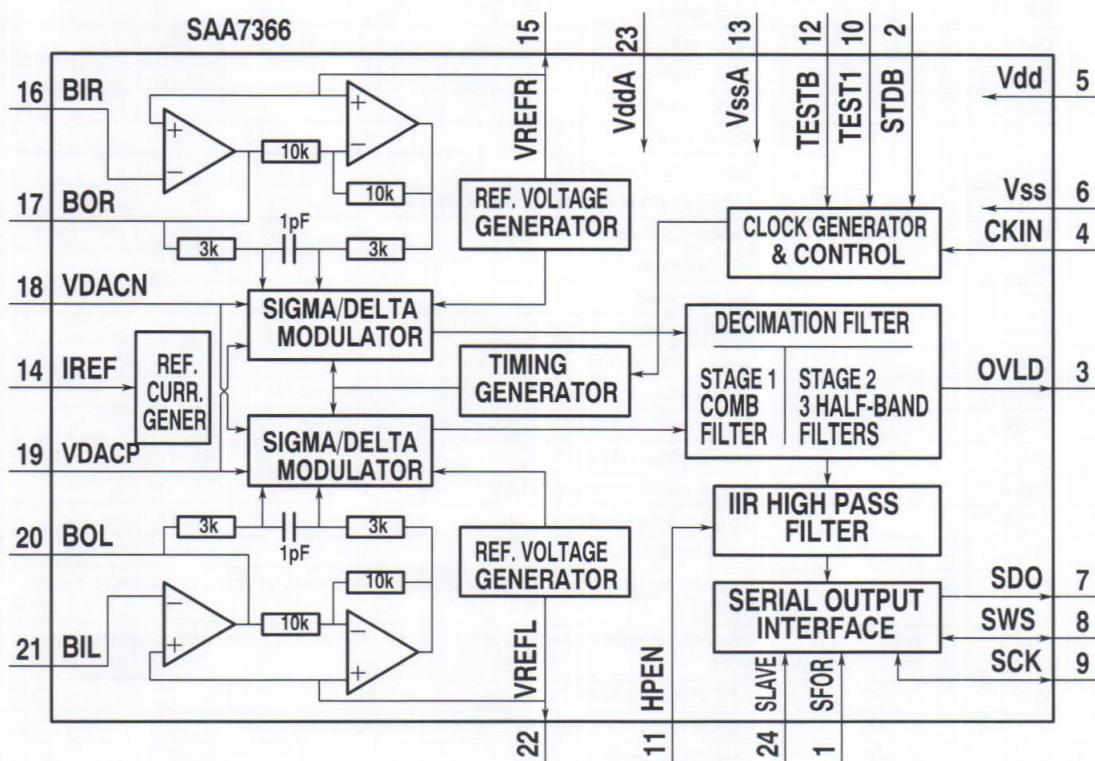 SAA7366
15
23
13
12
10
2
16 BIR
VREFR
VddA
VssA
TESTB
TEST1
STDB
Vdd 5
+
−
10k
+
−
10k
17 BOR
1pF
3k
3k
REF. VOLTAGE
GENERATOR
CLOCK GENERATOR
& CONTROL
Vss 6
CKIN 4
18 VDACN
SIGMA/DELTA
MODULATOR
DECIMATION FILTER
14 IREF
REF.
CURR.
GENER
TIMING
GENERATOR
STAGE 1
COMB
FILTER
STAGE 2
3 HALF-BAND
FILTERS
OVLD 3
19 VDACP
SIGMA/DELTA
MODULATOR
20 BOL
3k
1pF
3k
REF. VOLTAGE
GENERATOR
IIR HIGH PASS
FILTER
10k
−
+
10k
−
+
21 BIL
SERIAL OUTPUT
INTERFACE
SDO 7
SWS 8
SCK 9
VREFL
HPEN
SLAVE
SFOR
22
11
24
1